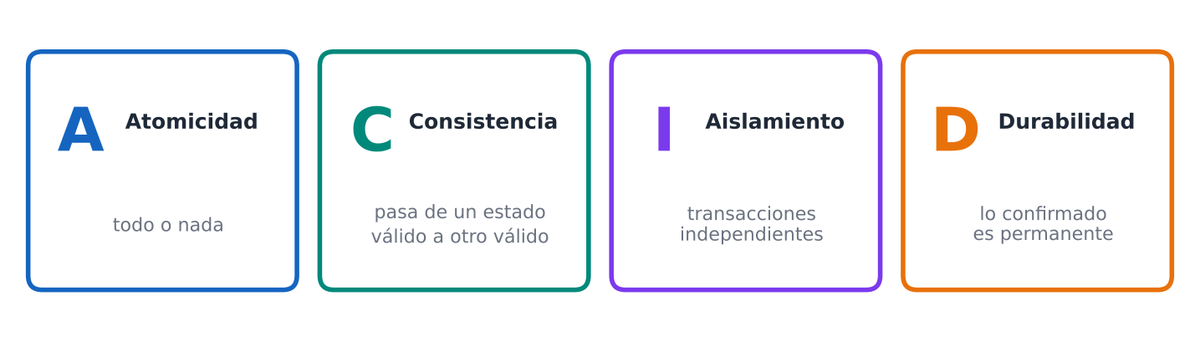 A Atomicidad
todo o nada
C Consistencia
pasa de un estado
válido a otro válido
I Aislamiento
transacciones
independientes
D Durabilidad
lo confirmado
es permanente